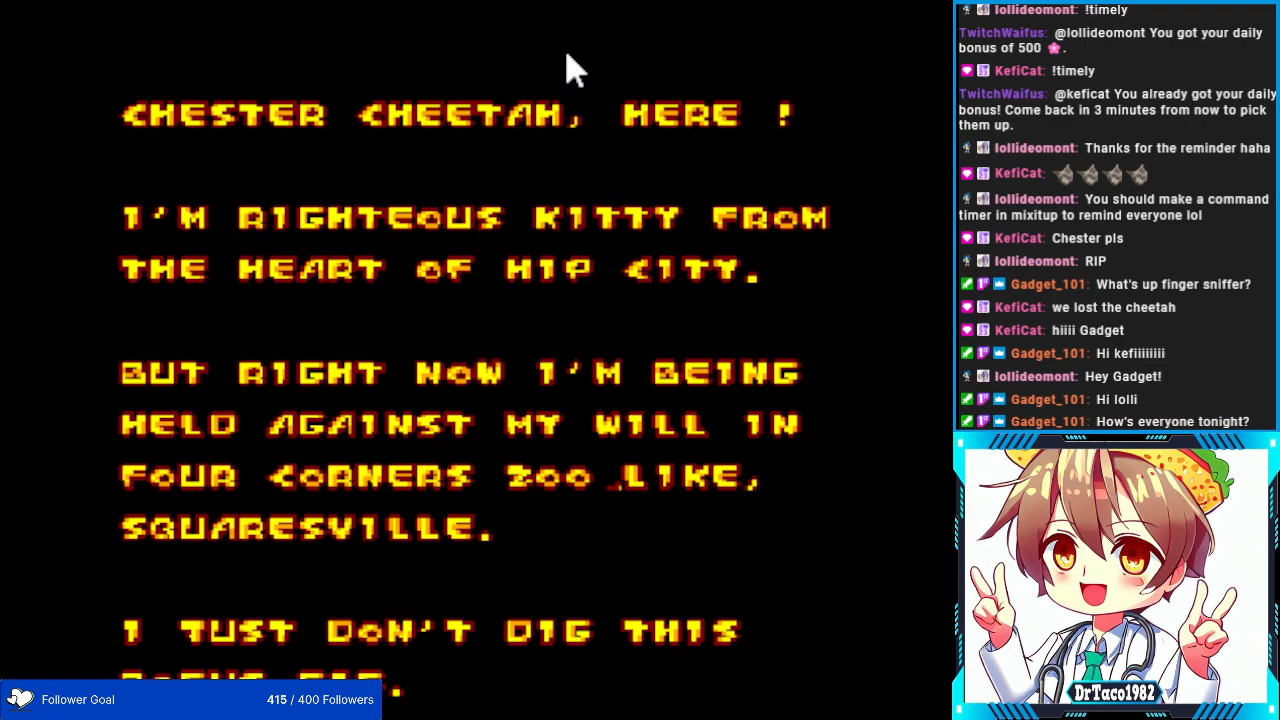 CHESTER CHEETAH, HERE !
I'M RIGHTEOUS KITTY FROM
THE HEART OF HIP CITY.
BUT RIGHT NOW I'M BEING
HELD AGAINST MY WILL IN
FOUR CORNERS ZOO .LIKE,
SQUARESVILLE.
I JUST DON'T DIG THIS
Follower Goal
415 / 400 Followers
lollideomont: !timely
TwitchWaifus: @lollideomont You got your daily
bonus of 500 🌸.
KefiCat: !timely
TwitchWaifus: @keficat You already got your daily
bonus! Come back in 3 minutes from now to pick
them up.
lollideomont: Thanks for the reminder haha
KefiCat:
lollideomont: You should make a command
timer in mixitup to remind everyone lol
KefiCat: Chester pls
lollideomont: RIP
Gadget_101: What's up finger sniffer?
KefiCat: we lost the cheetah
KefiCat: hiiii Gadget
Gadget_101: Hi kefiiiiiiii
lollideomont: Hey Gadget!
Gadget_101: Hi lolli
Gadget_101: How's everyone tonight?
DrTaco1982